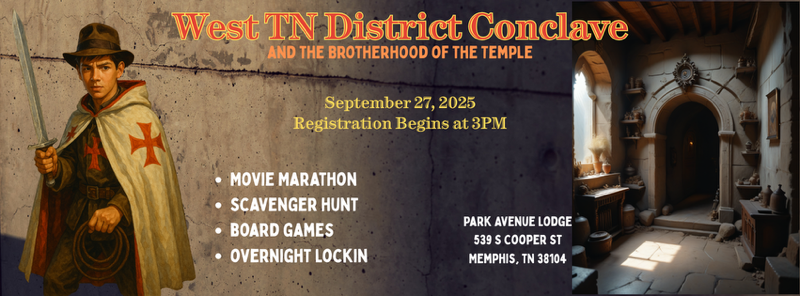 West TN District Conclave
AND THE BROTHERHOOD OF THE TEMPLE
September 27, 2025
Registration Begins at 3PM
• MOVIE MARATHON
• SCAVENGER HUNT
• BOARD GAMES
• OVERNIGHT LOCKIN
PARK AVENUE LODGE
539 S COOPER ST
MEMPHIS, TN 38104